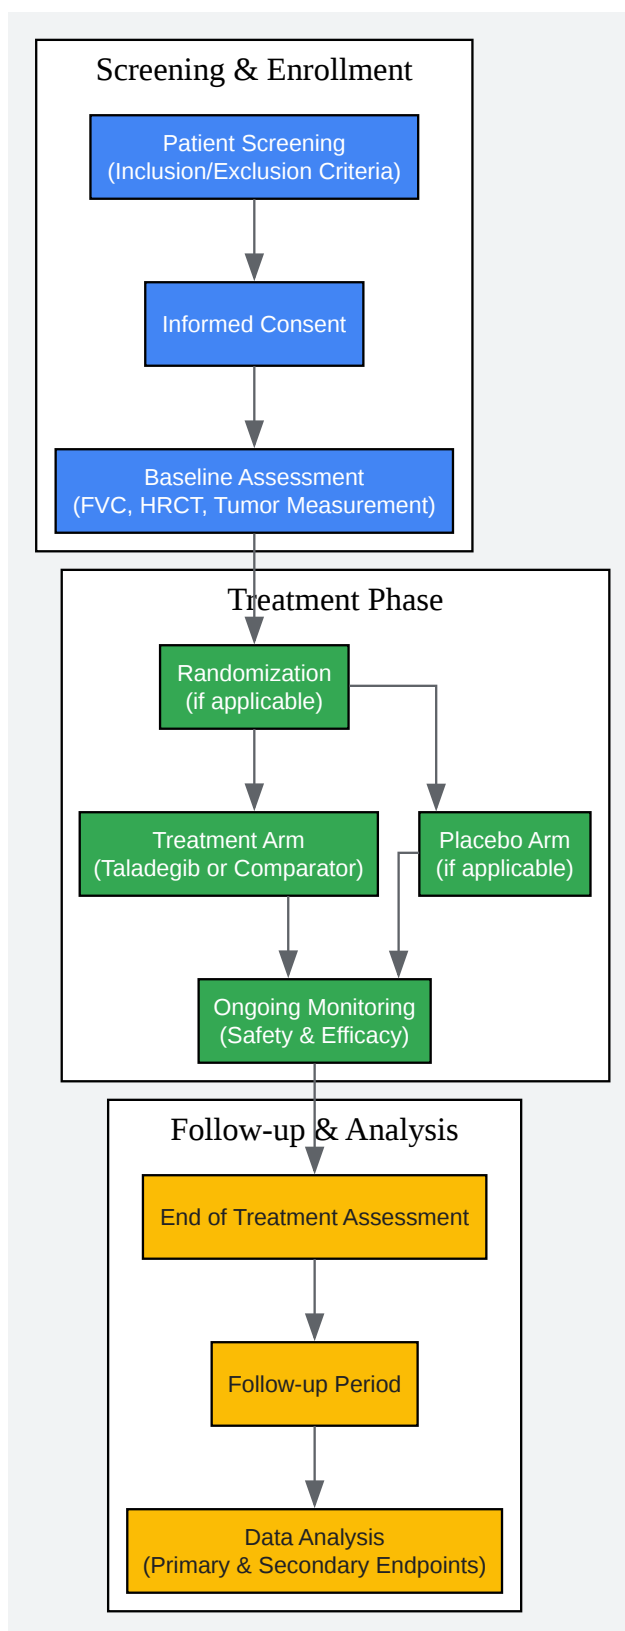 Screening & Enrollment
Patient Screening
(Inclusion/Exclusion Criteria)
Informed Consent
Baseline Assessment
(FVC, HRCT, Tumor Measurement)
Treatment Phase
Randomization
(if applicable)
Treatment Arm
(Taladegib or Comparator)
Placebo Arm
(if applicable)
Ongoing Monitoring
(Safety & Efficacy)
Follow-up & Analysis
End of Treatment Assessment
Follow-up Period
Data Analysis
(Primary & Secondary Endpoints)